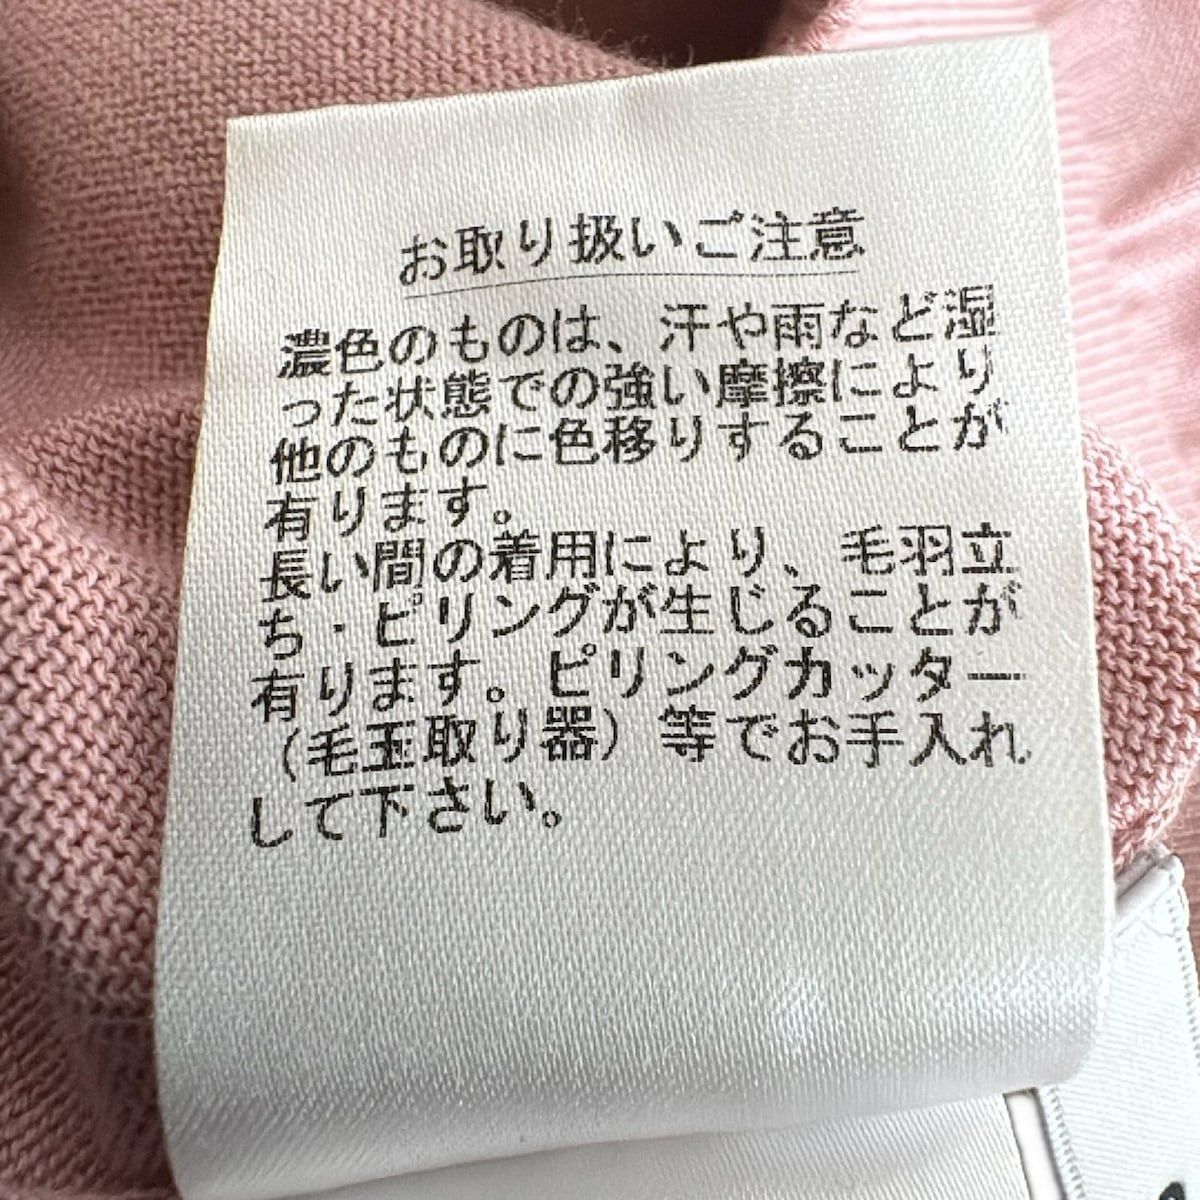 お取り扱いご注意
濃色のものは、汗や雨など湿
った状態での強い摩擦により
他のものに色移りすることが
有ります。
長い間の着用により、毛羽立
ち・ピリングが生じることが
有ります。ピリングカッター
（毛玉取り器）等でお手入れ
して下さい。